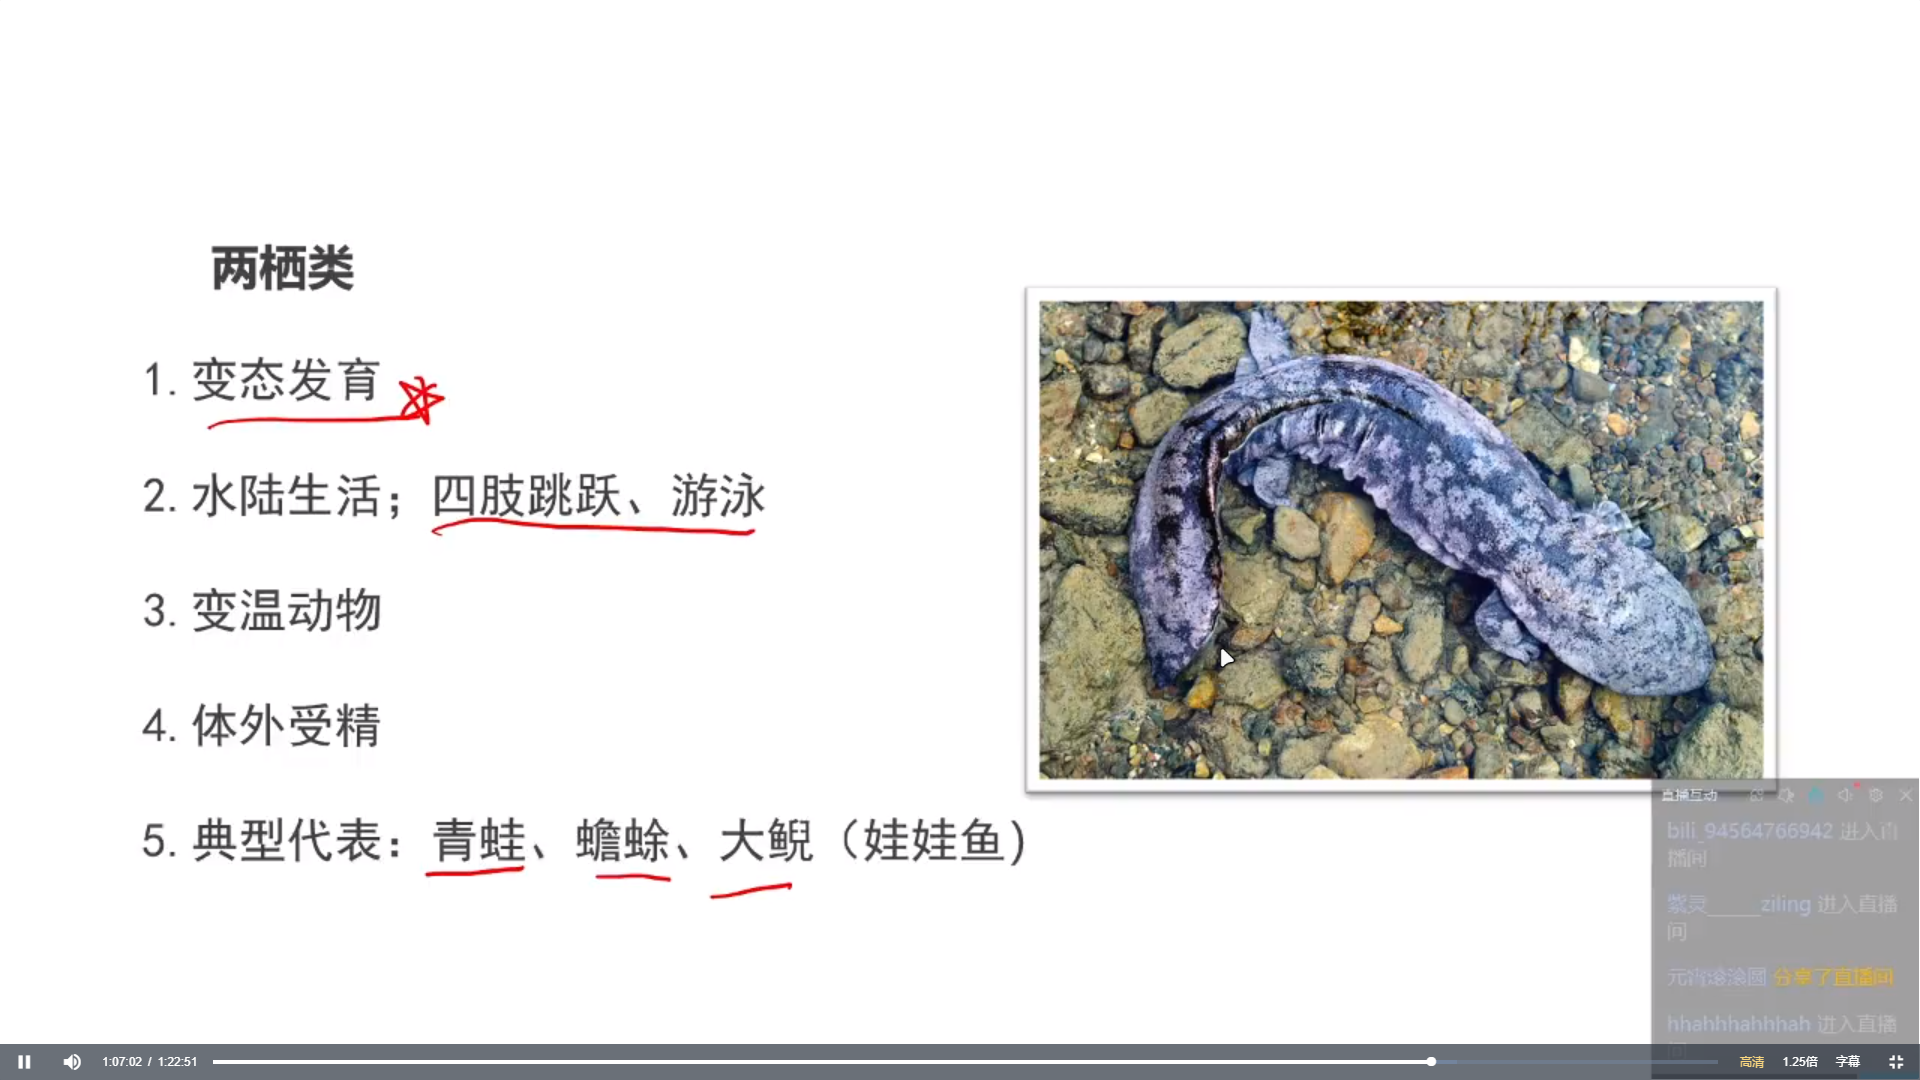 两栖类
1. 变态发育
2. 水陆生活；四肢跳跃、游泳
3. 变温动物
4. 体外受精
5. 典型代表：青蛙、蟾蜍、大鲵（娃娃鱼）
直播互动
bili_94564766942 进入直
播间
紫灵_____ziling 进入直播
间
元宵滚滚圆 分享了直播间
hhahhhahhhah 进入直播
间
1:07:02 / 1:22:51
高清 1.25倍 字幕